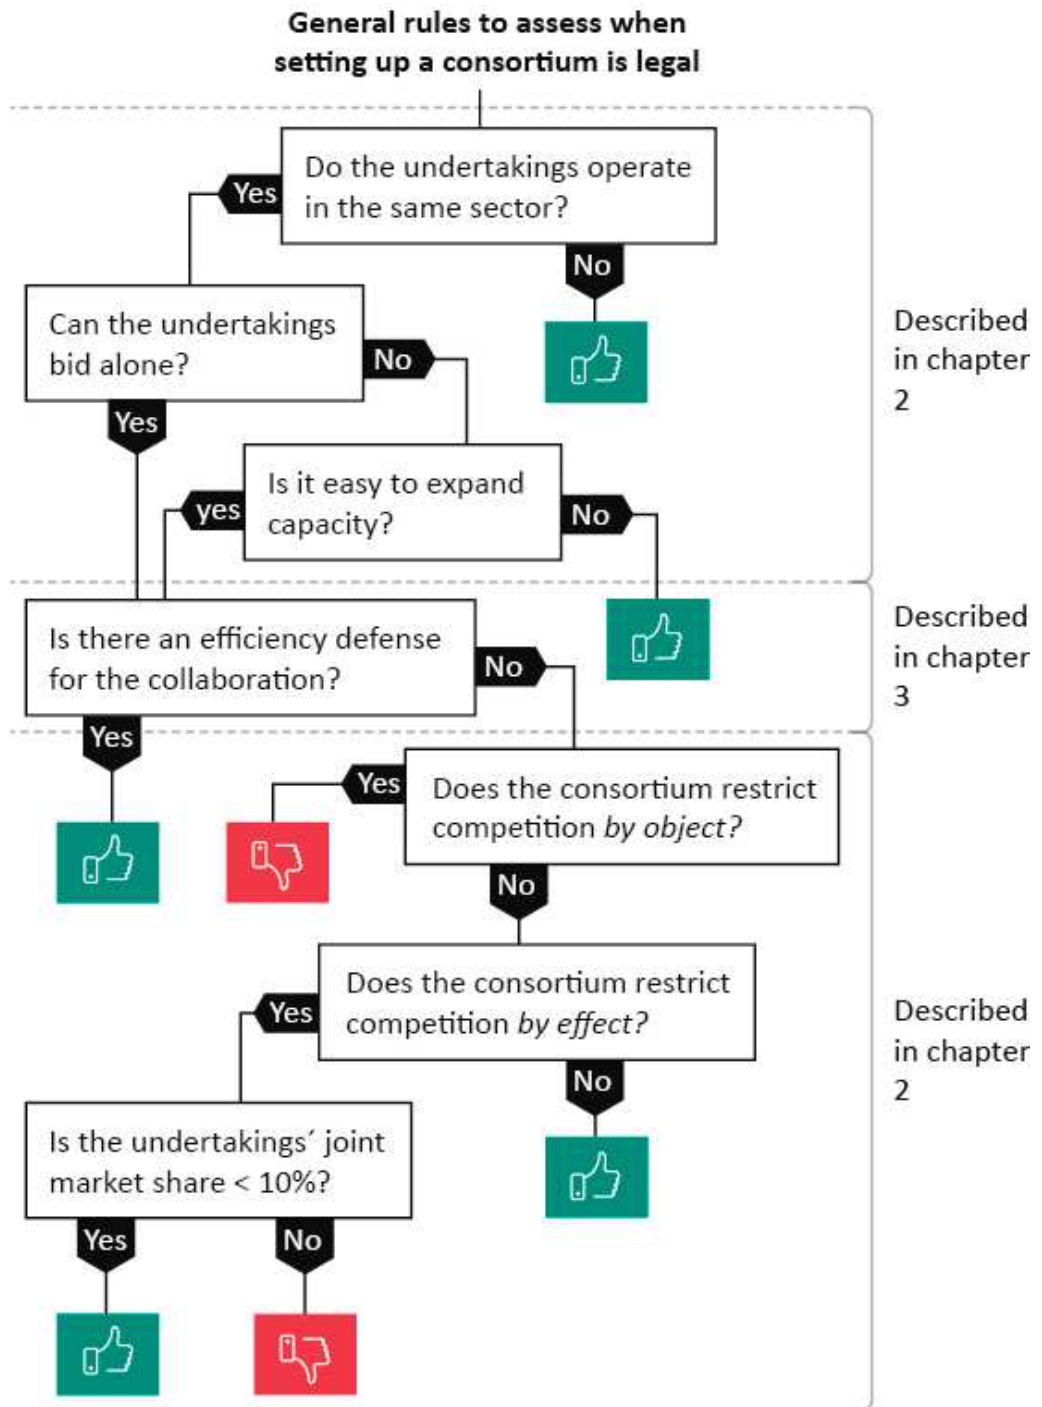 General rules to assess when
setting up a consortium is legal
Do the undertakings operate
in the same sector?
Yes
No
Can the undertakings
bid alone?
No
Yes
Described
in chapter
2
Is it easy to expand
capacity?
yes
No
Is there an efficiency defense
for the collaboration?
No
Yes
Described
in chapter
3
Does the consortium restrict
competition by object?
Yes
No
Does the consortium restrict
competition by effect?
Yes
No
Described
in chapter
2
Is the undertakings´ joint
market share < 10%?
Yes
No